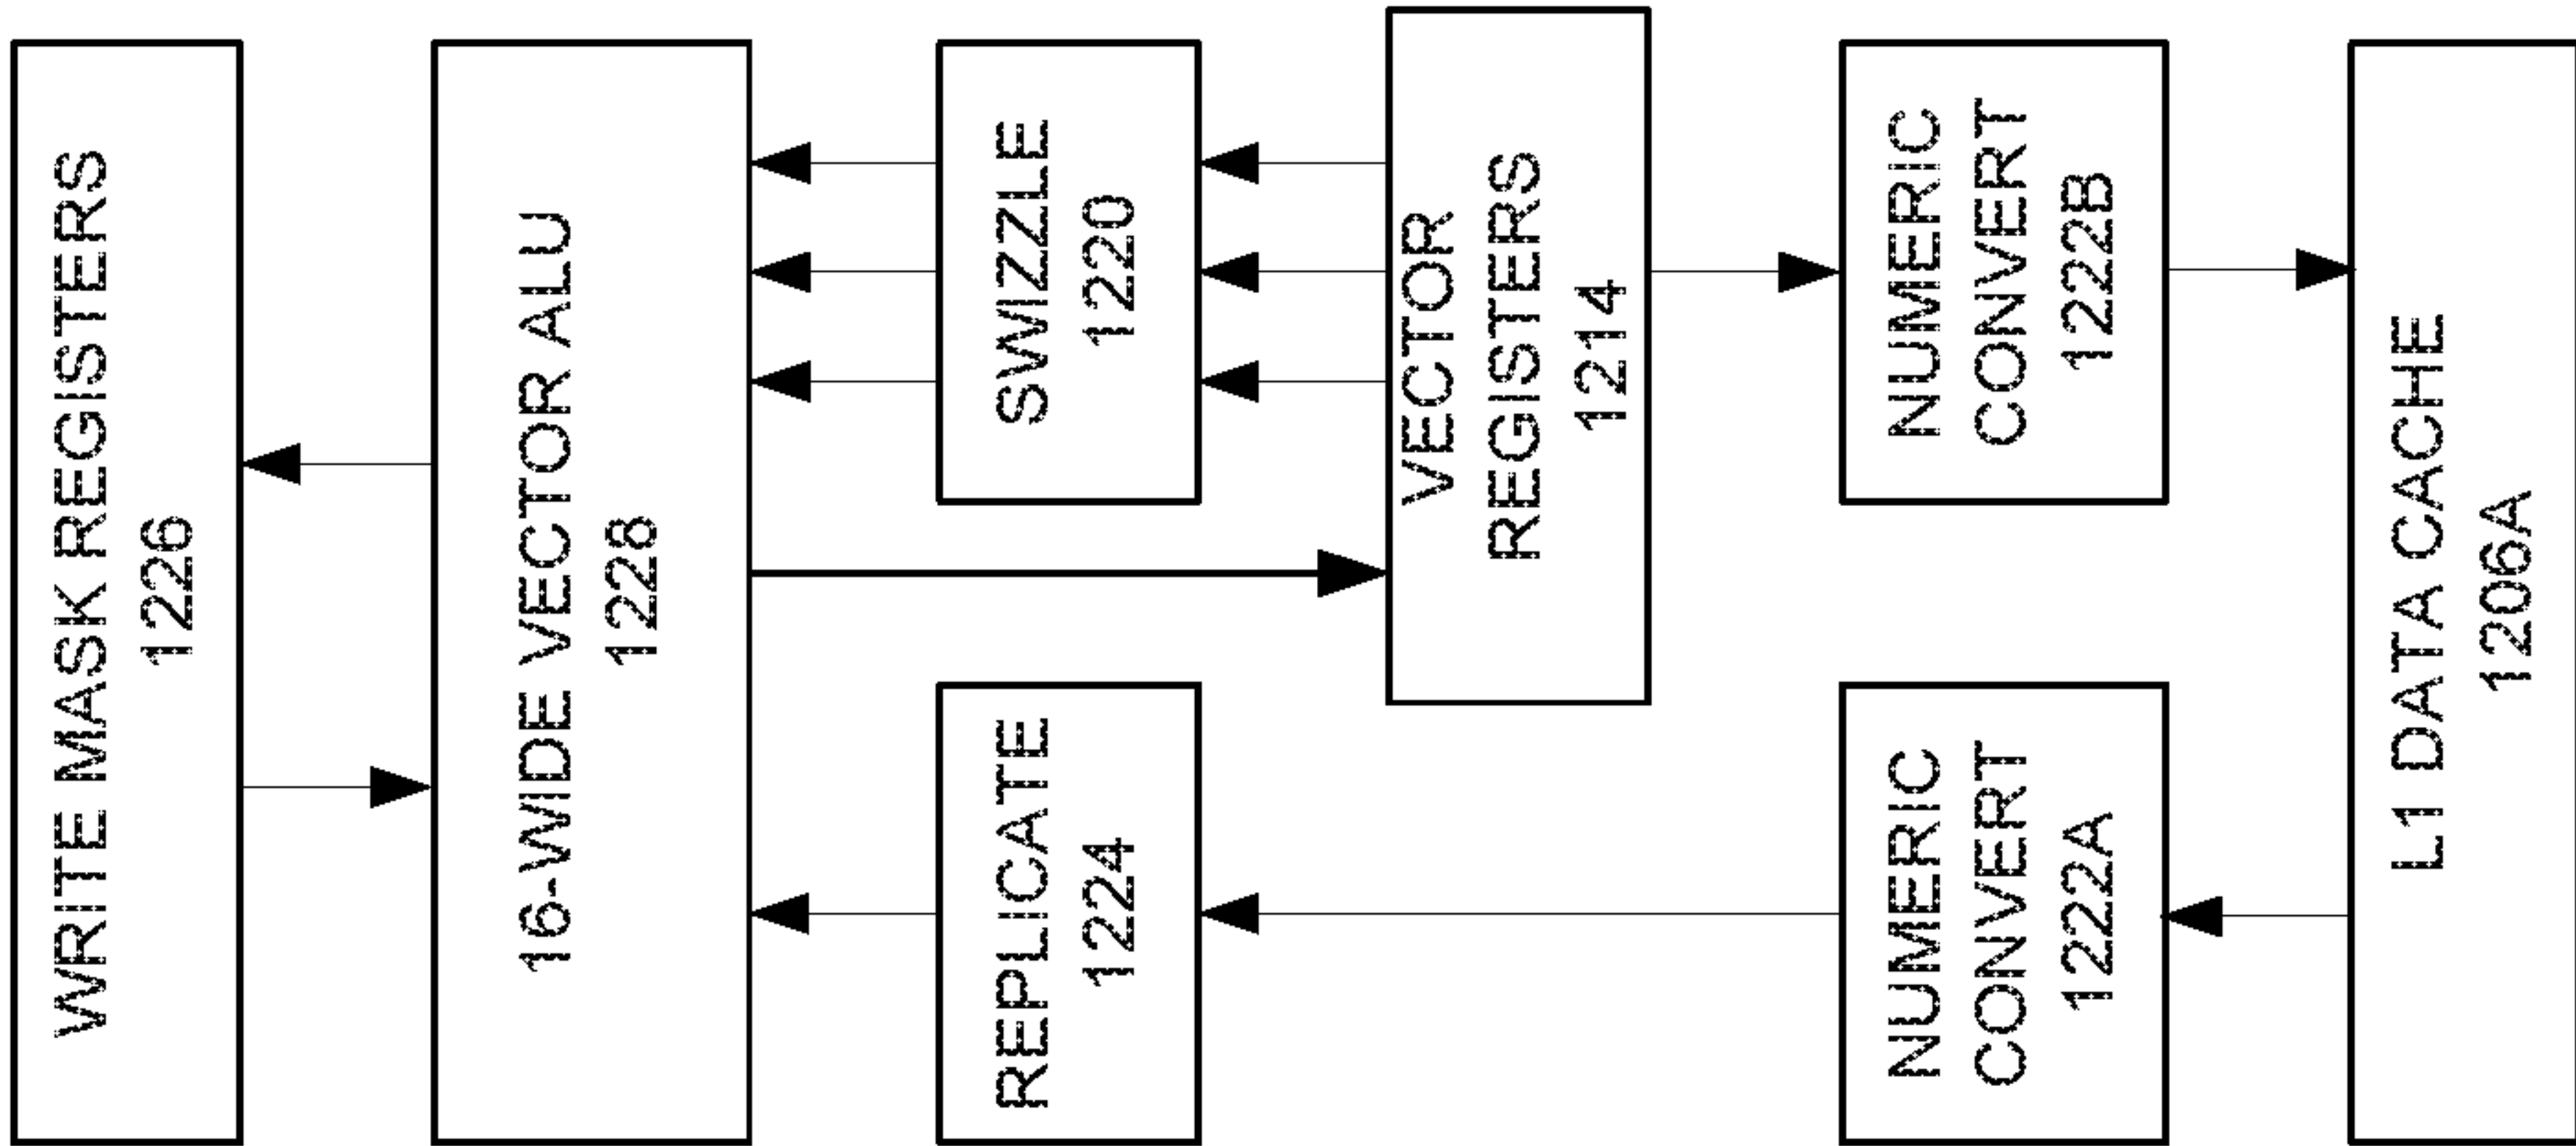 WRITE MASK REGISTERS
1226
16-WIDE VECTOR ALU
1228
REPLICATE
1224
SWIZZLE
1220
VECTOR
REGISTERS
1214
NUMERIC
CONVERT
1222A
NUMERIC
CONVERT
1222B
L1 DATA CACHE
1206A